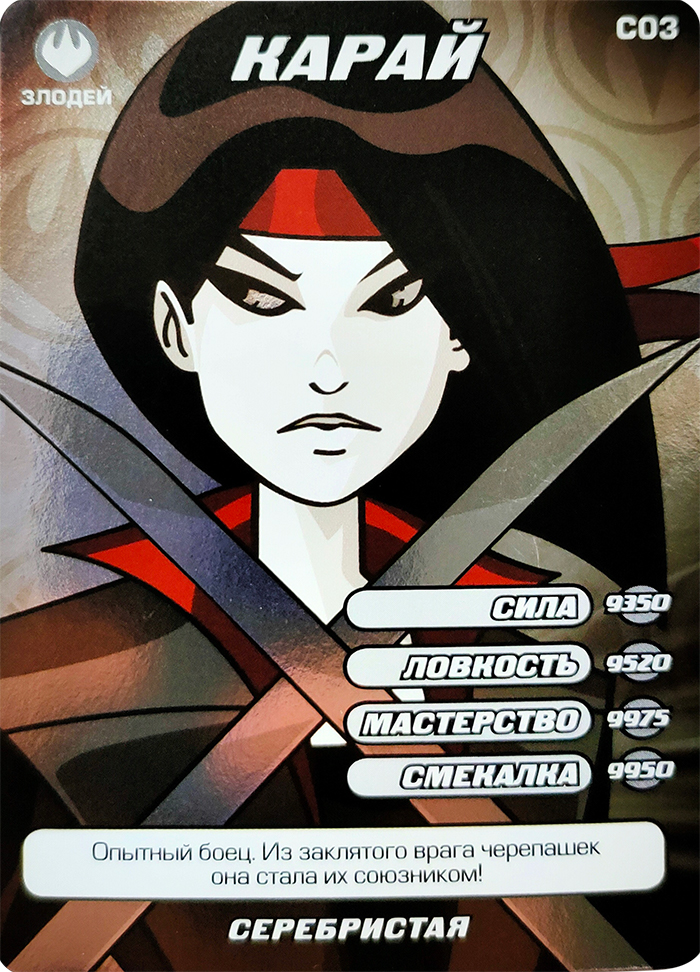 КАРАЙ
C03
ЗЛОДЕЙ
СИЛА 9350
ЛОВКОСТЬ 9520
МАСТЕРСТВО 9975
СМЕКАЛКА 9950
Опытный боец. Из заклятого врага черепашек
она стала их союзником!
СЕРЕБРИСТАЯ